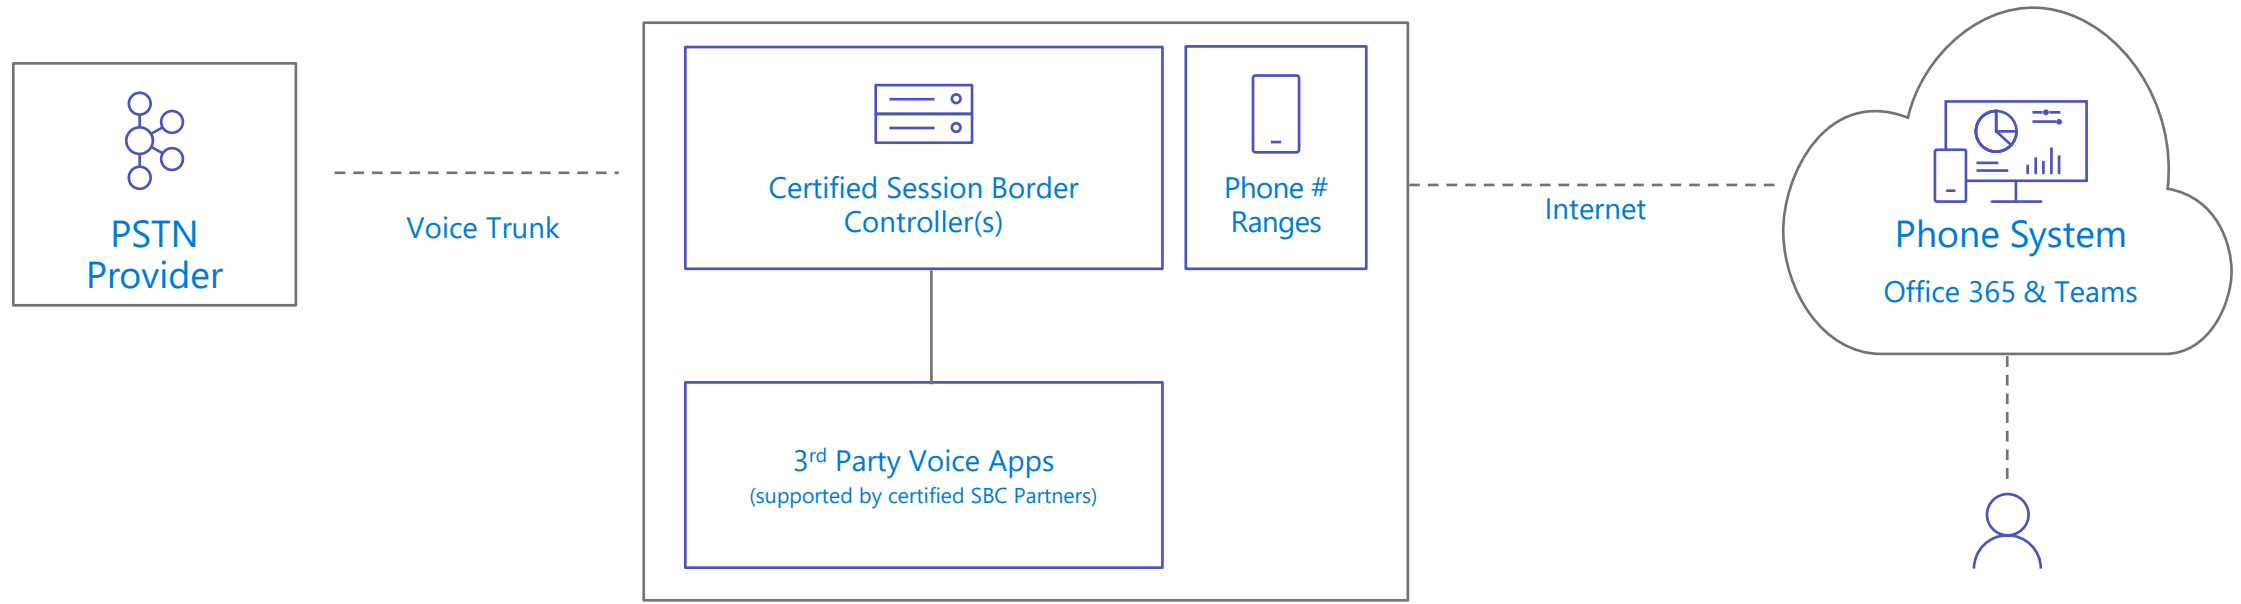 PSTN
Provider
Voice Trunk
Certified Session Border
Controller(s)
Phone #
Ranges
3rd Party Voice Apps
(supported by certified SBC Partners)
Internet
Phone System
Office 365 & Teams